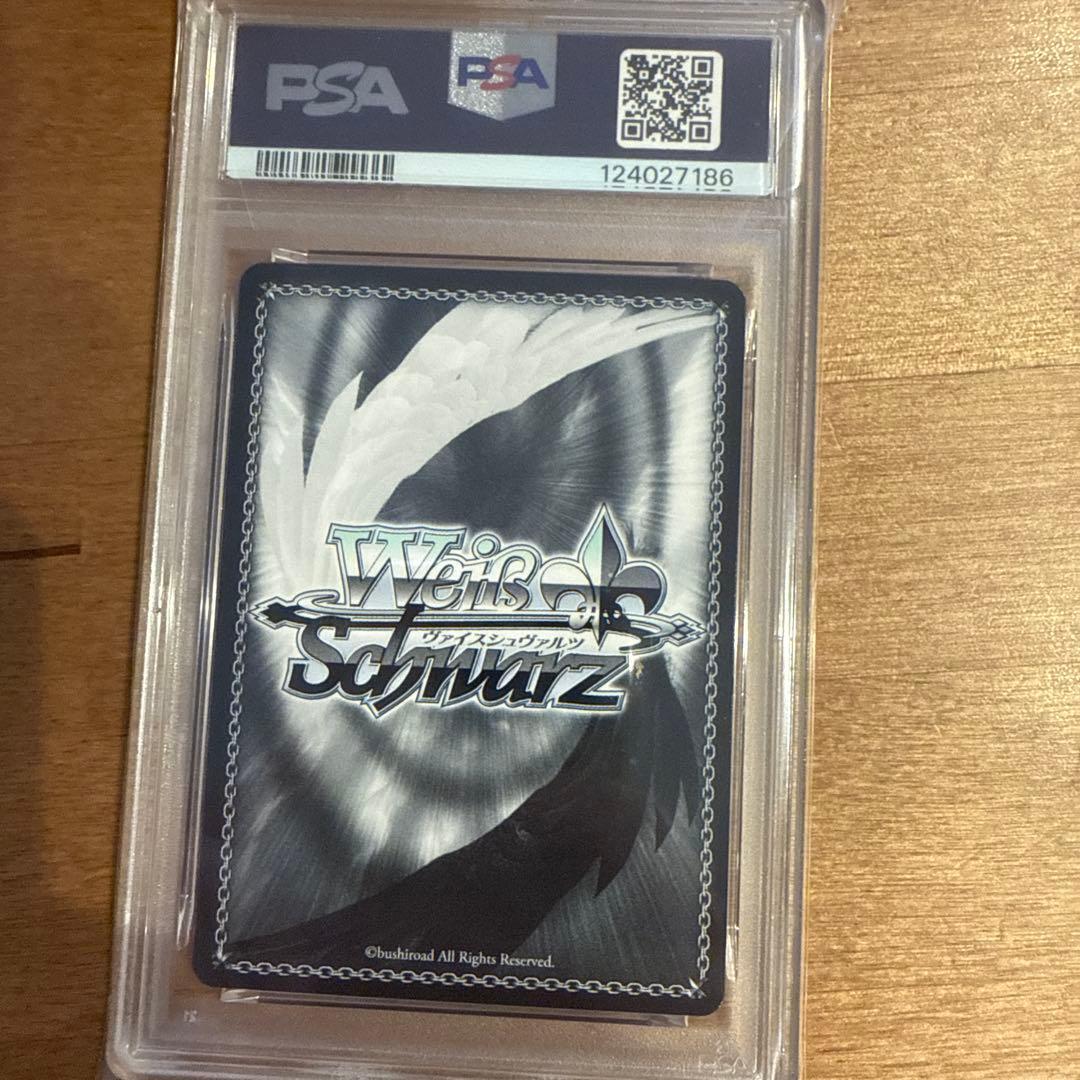 PSA
PSA
124027186
Weiß
ヴァイスシュヴァルツ
Schwarz
©bushiroad All Rights Reserved.